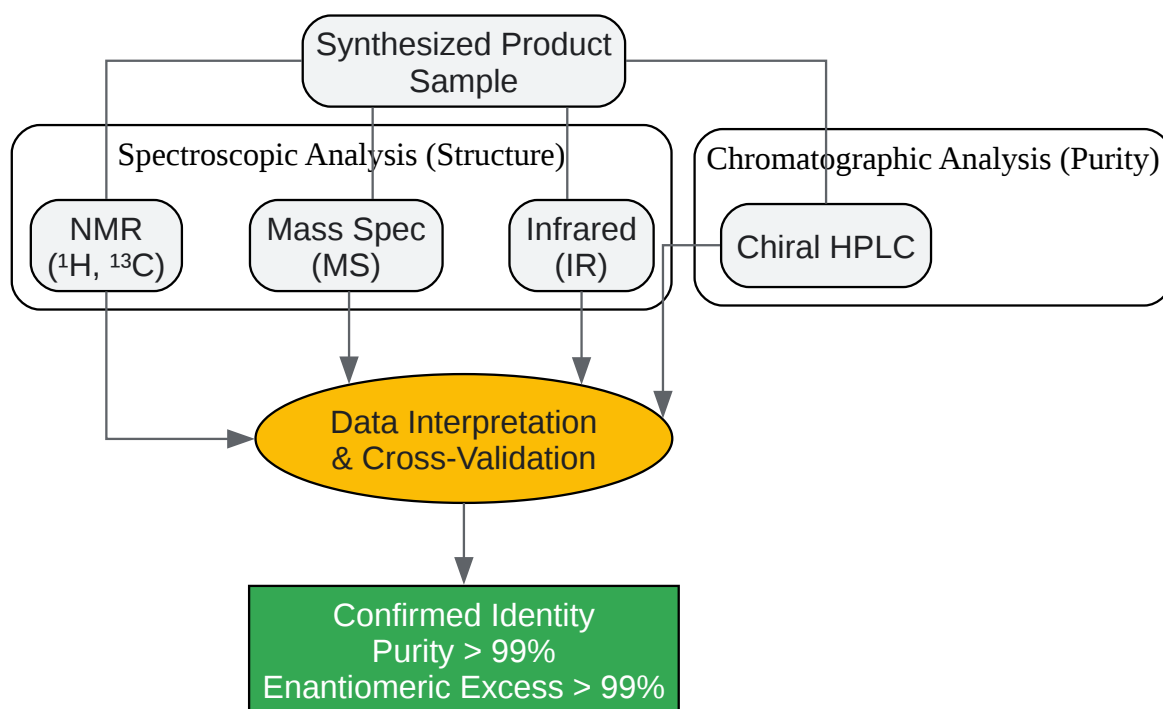 Synthesized Product
Sample
Spectroscopic Analysis (Structure)
Chromatographic Analysis (Purity)
NMR
(¹H, ¹³C)
Mass Spec
(MS)
Infrared
(IR)
Chiral HPLC
Data Interpretation
& Cross-Validation
Confirmed Identity
Purity > 99%
Enantiomeric Excess > 99%